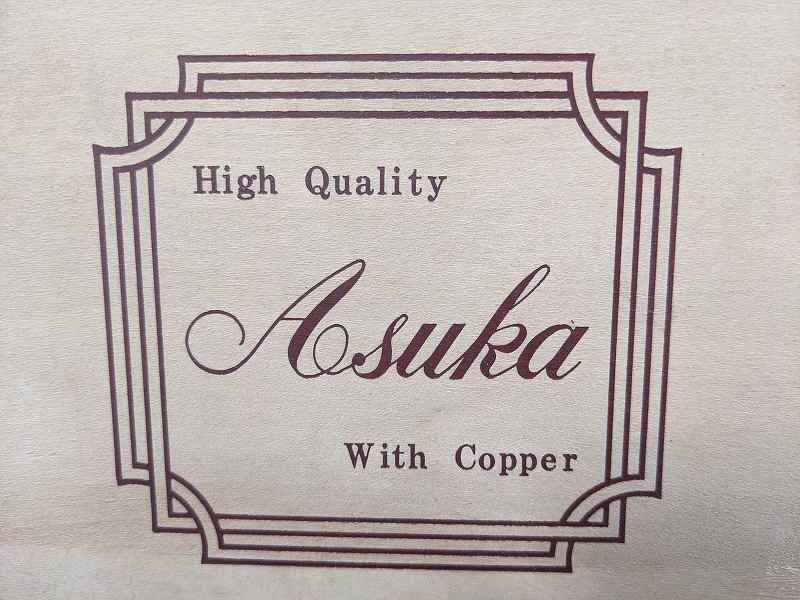 High Quality
Asuka
With Copper